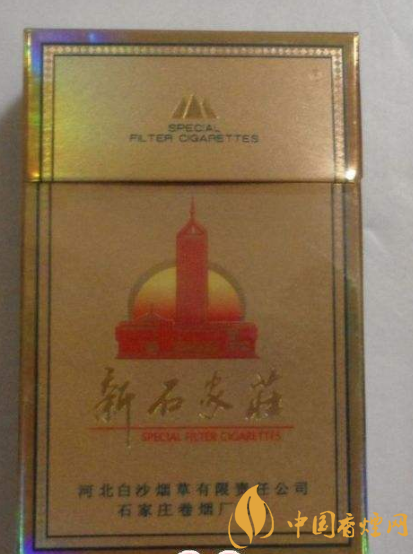 SPECIAL
FILTER CIGARETTES
新石家莊
SPECIAL FILTER CIGARETTES
河北白沙烟草有限责任公司
石家庄卷烟厂
中国香烟网